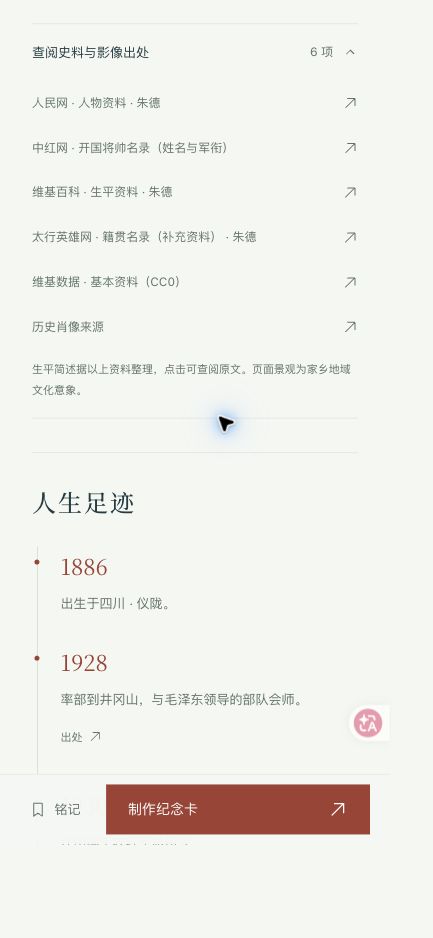 查阅史料与影像出处
6 项
人民网 · 人物资料 · 朱德
中红网 · 开国将帅名录（姓名与军衔）
维基百科 · 生平资料 · 朱德
太行英雄网 · 籍贯名录（补充资料） · 朱德
维基数据 · 基本资料（CC0）
历史肖像来源
生平简述据以上资料整理，点击可查阅原文。页面景观为家乡地域
文化意象。
人生足迹
1886
出生于四川 · 仪陇。
1928
率部到井冈山，与毛泽东领导的部队会师。
出处
铭记
制作纪念卡